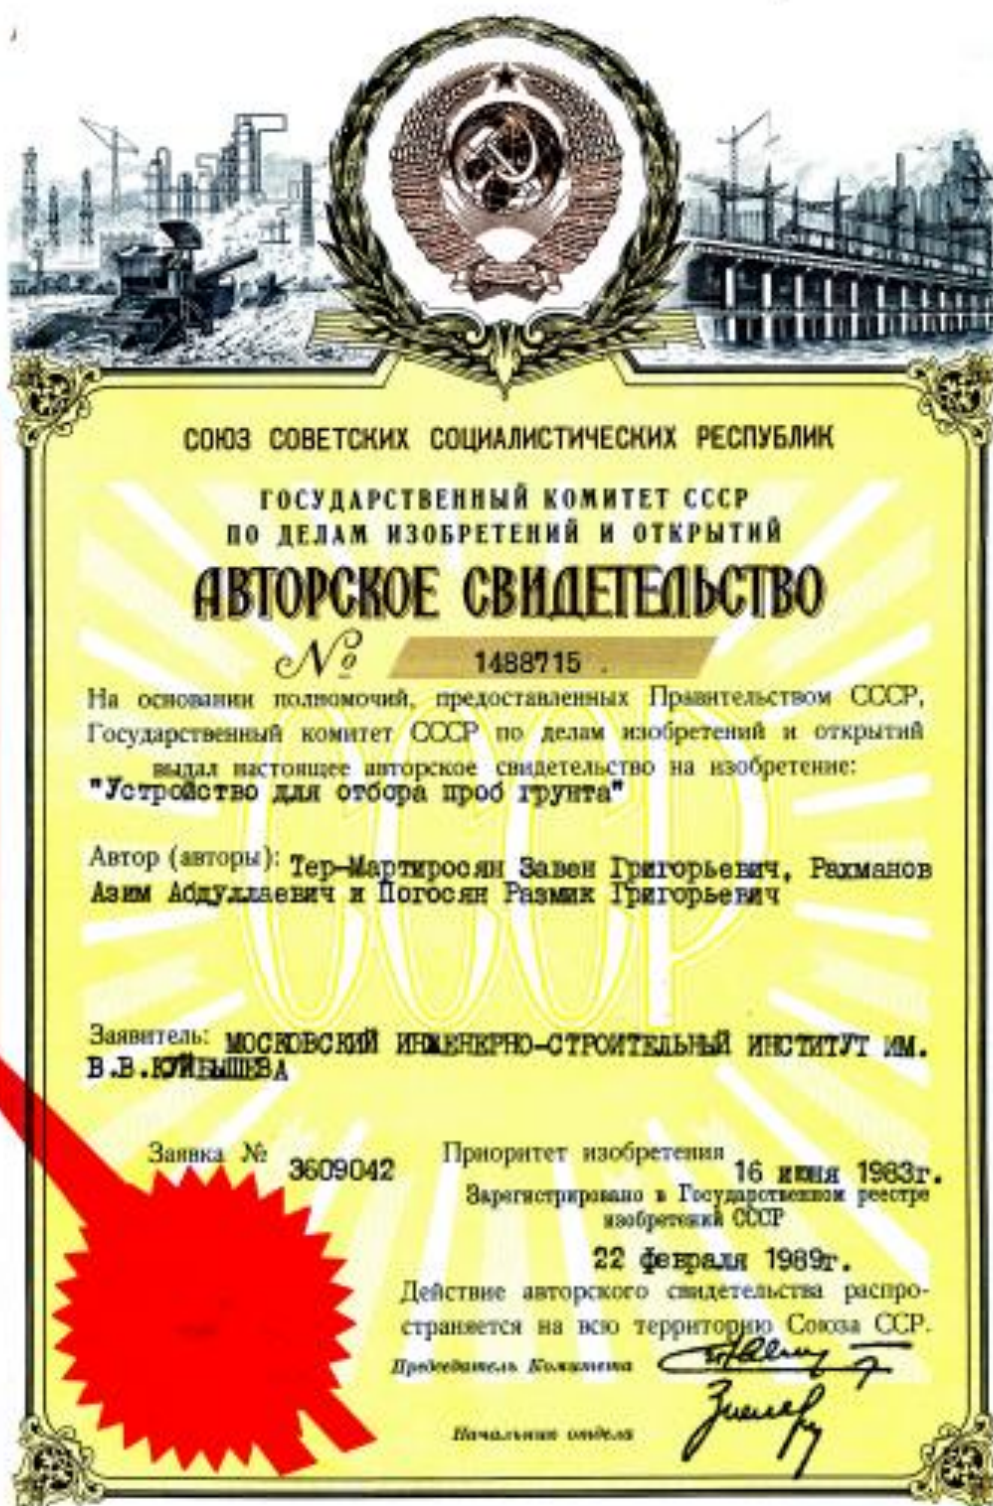 СОЮЗ СОВЕТСКИХ СОЦИАЛИСТИЧЕСКИХ РЕСПУБЛИК
ГОСУДАРСТВЕННЫЙ КОМИТЕТ СССР
ПО ДЕЛАМ ИЗОБРЕТЕНИЙ И ОТКРЫТИЙ
АВТОРСКОЕ СВИДЕТЕЛЬСТВО
№ 1488715 .
На основании полномочий, предоставленных Правительством СССР,
Государственный комитет СССР по делам изобретений и открытий
выдал настоящее авторское свидетельство на изобретение:
"Устройство для отбора проб грунта"
Автор (авторы): Тер-Мартиросян Завен Григорьевич, Рахманов
Азим Абдуллаевич и Погосян Размик Григорьевич
СССР
Заявитель: МОСКОВСКИЙ ИНЖЕНЕРНО-СТРОИТЕЛЬНЫЙ ИНСТИТУТ ИМ.
В.В.КУЙБЫШЕВА
Заявка № 3609042
Приоритет изобретения 16 июня 1983г.
Зарегистрировано в Государственном реестре
изобретений СССР
22 февраля 1989г.
Действие авторского свидетельства распро-
страняется на всю территорию Союза ССР.
Председатель Комитета
Начальник отдела